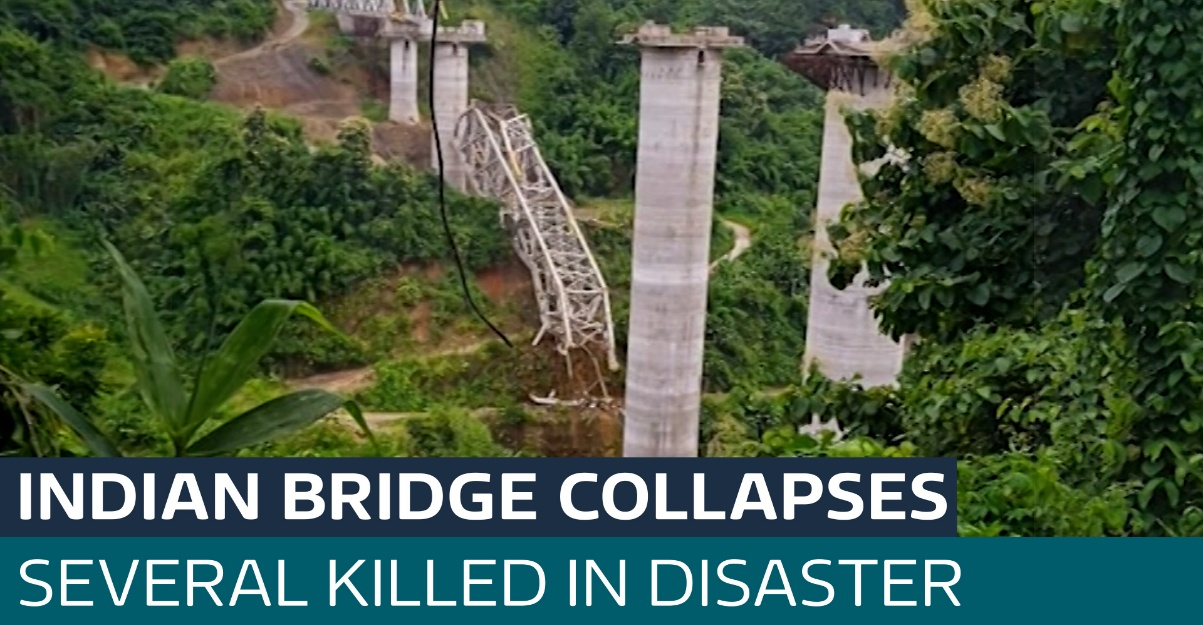 INDIAN BRIDGE COLLAPSES
SEVERAL KILLED IN DISASTER